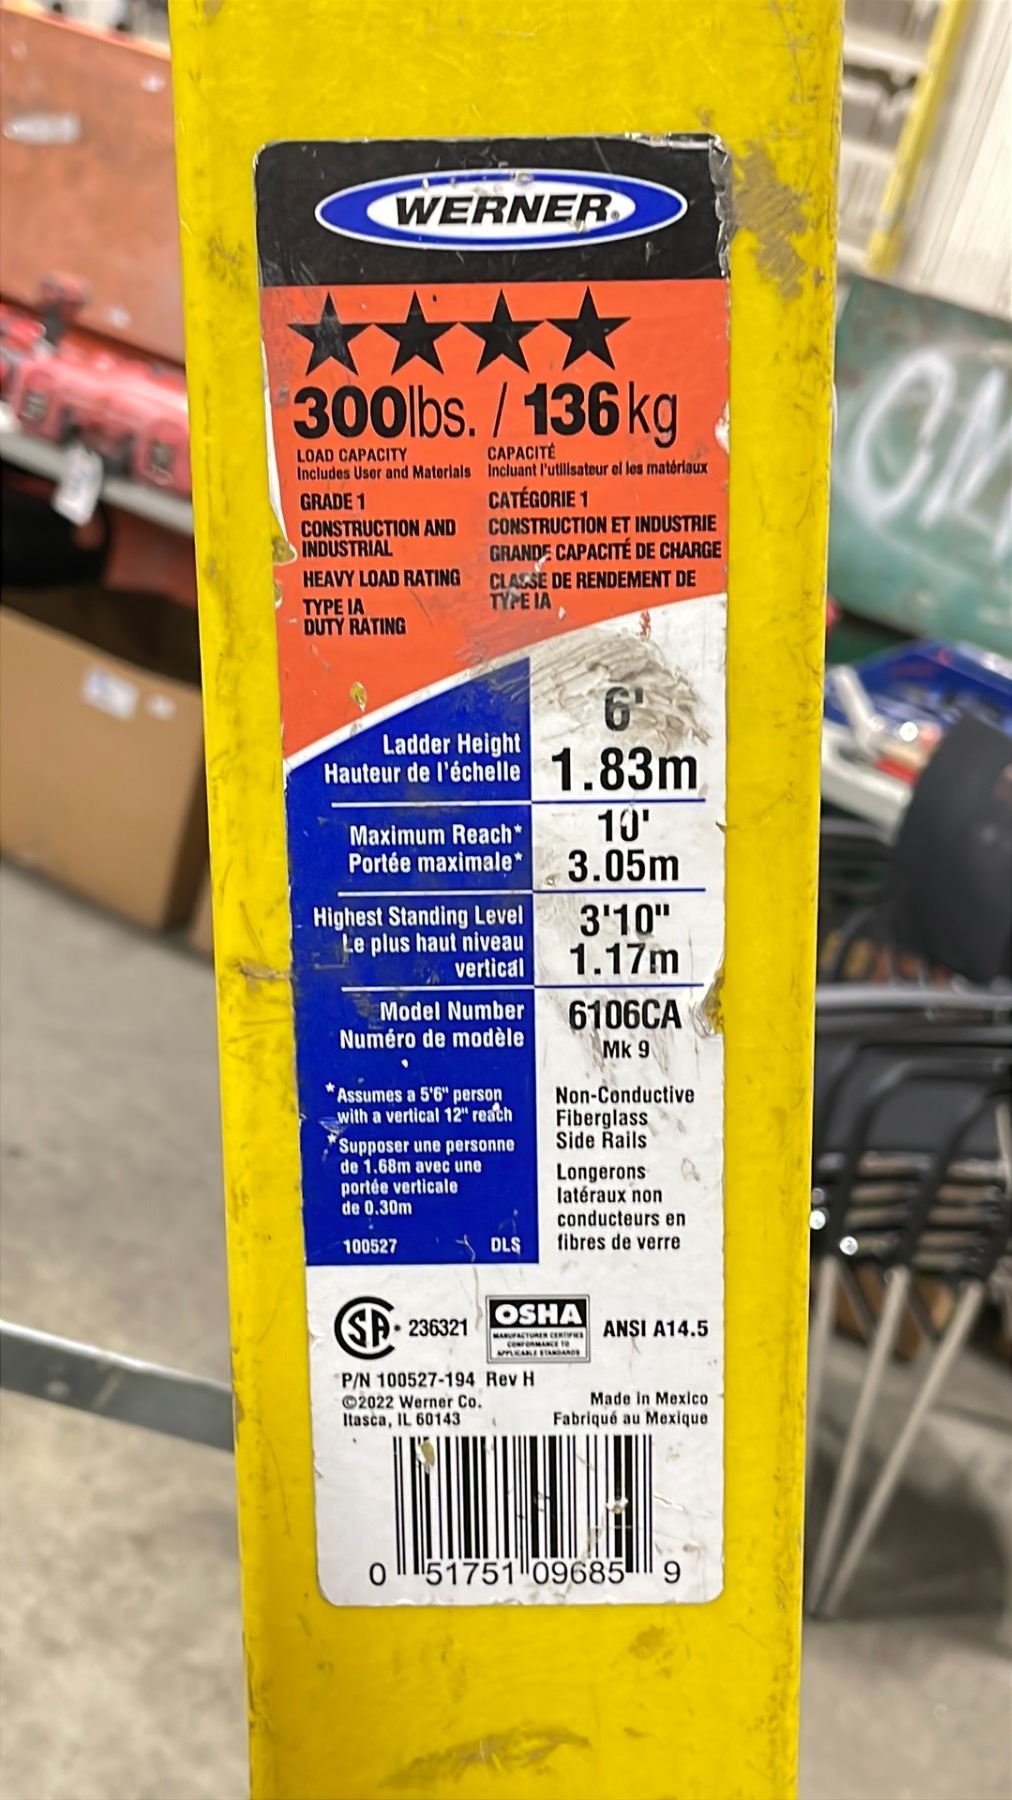 WERNER®
300lbs. / 136kg
LOAD CAPACITY
Includes User and Materials
CAPACITÉ
Incluant l'utilisateur et les matériaux
GRADE 1
CONSTRUCTION AND
INDUSTRIAL
HEAVY LOAD RATING
TYPE IA
DUTY RATING
CATÉGORIE 1
CONSTRUCTION ET INDUSTRIE
GRANDE CAPACITÉ DE CHARGE
CLASSE DE RENDEMENT DE
TYPE IA
Ladder Height
Hauteur de l'échelle
6'
1.83m
Maximum Reach*
Portée maximale*
10'
3.05m
Highest Standing Level
Le plus haut niveau
vertical
3'10"
1.17m
Model Number
Numéro de modèle
6106CA
Mk 9
*Assumes a 5'6" person
with a vertical 12" reach
*Supposer une personne
de 1.68m avec une
portée verticale
de 0.30m
100527 DLS
Non-Conductive
Fiberglass
Side Rails
Longerons
latéraux non
conducteurs en
fibres de verre
SA 236321
OSHA
MANUFACTURER CERTIFIES
CONFORMANCE TO
APPLICABLE STANDARDS
ANSI A14.5
P/N 100527-194 Rev H
©2022 Werner Co.
Itasca, IL 60143
Made in Mexico
Fabriqué au Mexique
0 51751 09685 9